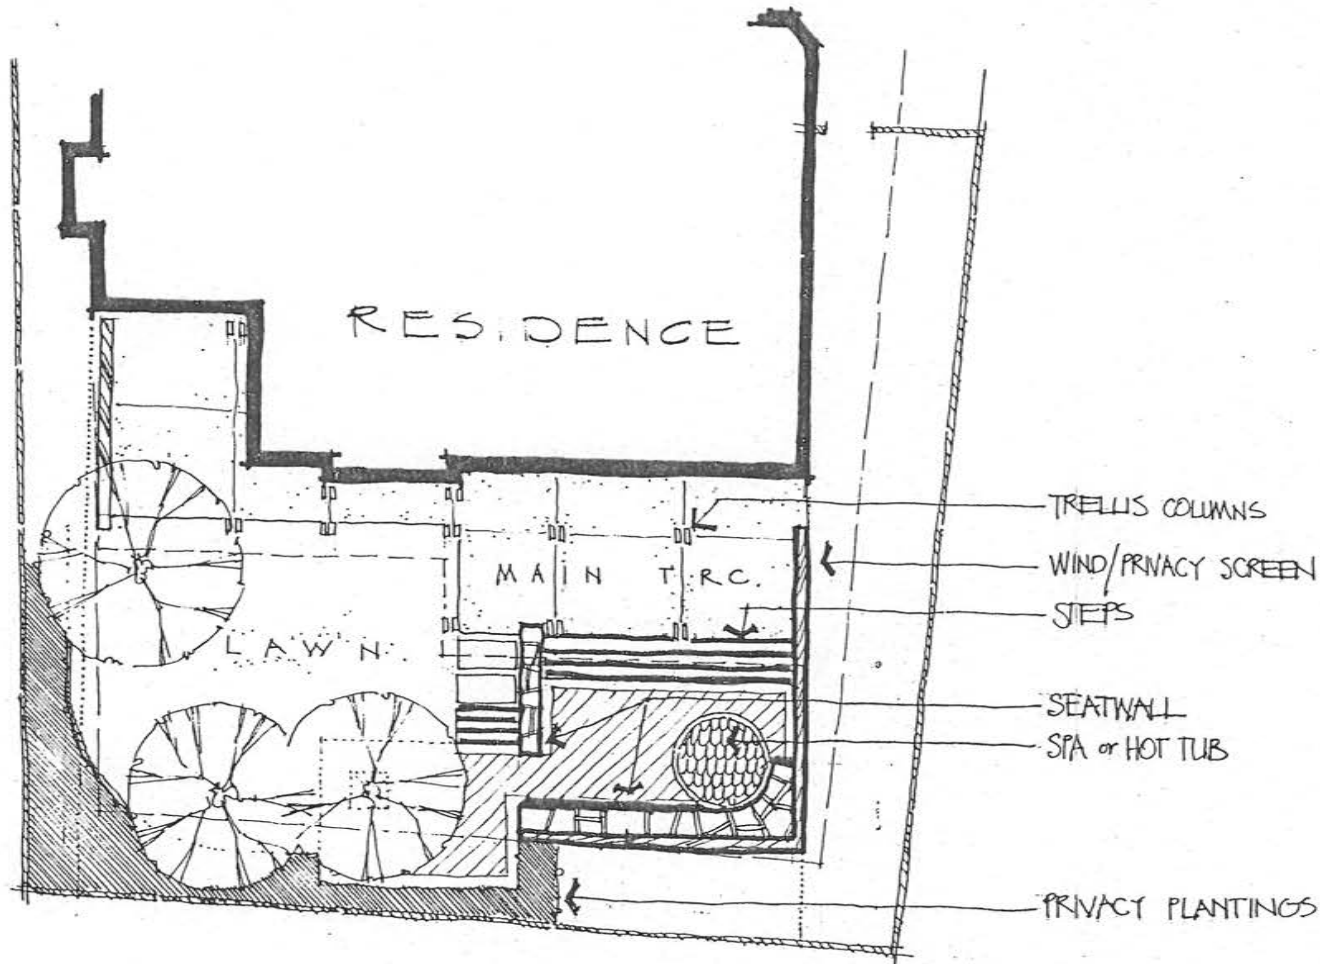 RESIDENCE
TRELLIS COLUMNS
MAIN TRC.
WIND/PRIVACY SCREEN
STEPS
LAWN
SEATWALL
SPA or HOT TUB
PRIVACY PLANTINGS